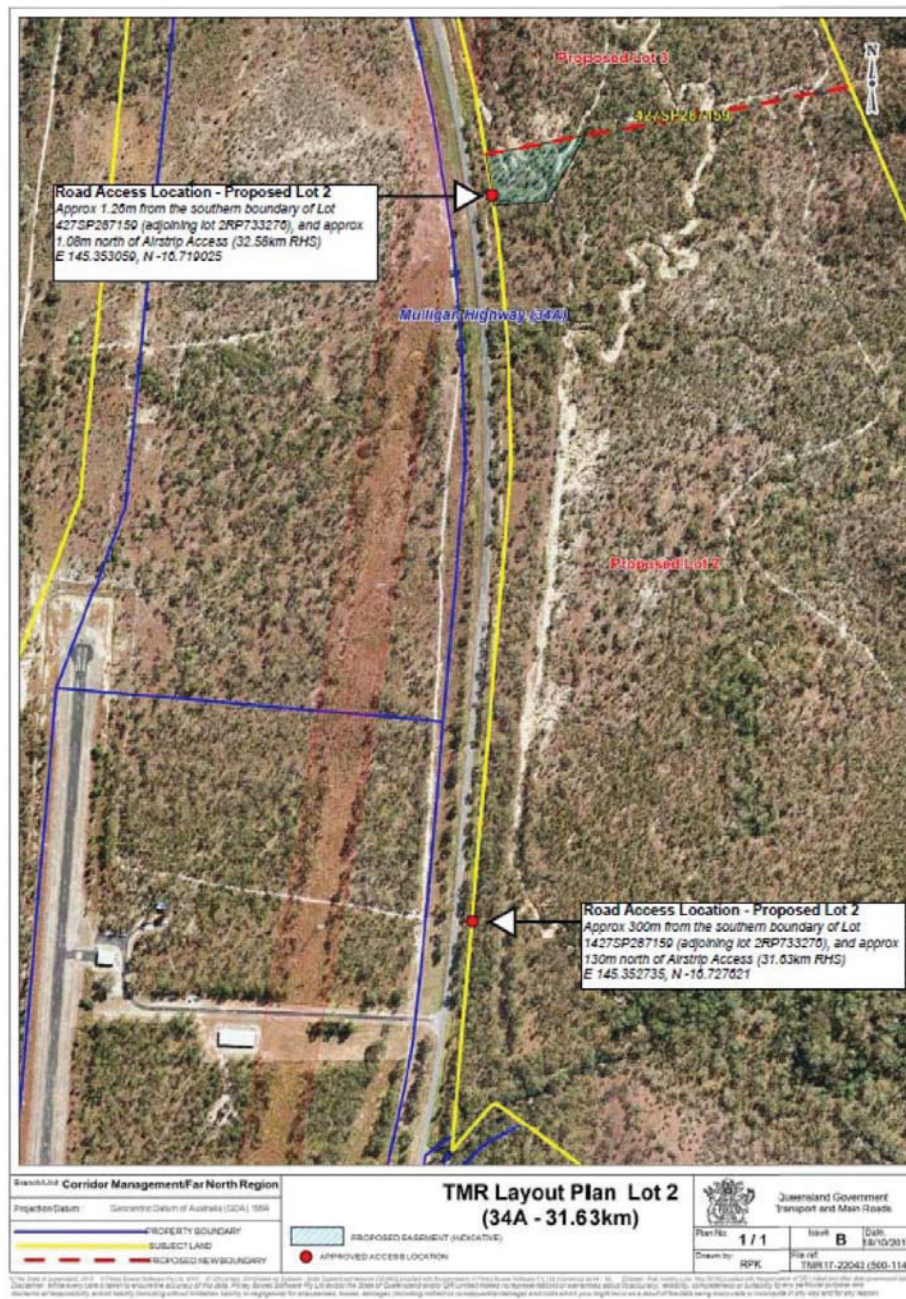 Proposed Lot 3
N
427SP287159
Road Access Location - Proposed Lot 2
Approx 1.26m from the southern boundary of Lot
427SP287159 (adjoining lot 2RP733276), and approx
1.08m north of Airstrip Access (32.58km RHS)
E 145.353059, N -16.719025
Mulligan Highway (34A)
Proposed Lot 2
Road Access Location - Proposed Lot 2
Approx 300m from the southern boundary of Lot
1427SP287159 (adjoining lot 2RP733276), and approx
130m north of Airstrip Access (31.63km RHS)
E 145.352735, N -16.727621
Branch/Unit: Corridor Management/Far North Region
Projection/Datum: Geocentric Datum of Australia (GDA) 1994
PROPERTY BOUNDARY
SUBJECT LAND
PROPOSED NEW BOUNDARY
TMR Layout Plan Lot 2
(34A - 31.63km)
PROPOSED EASEMENT (INDICATIVE)
APPROVED ACCESS LOCATION
Queensland Government
Transport and Main Roads
Plan No: 1 / 1
Issue: B
Date:
Drawn by: RPK
File ref: